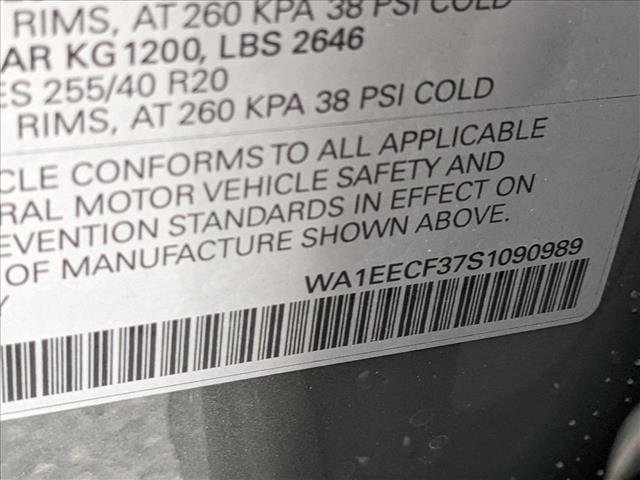 RIMS, AT 260 KPA 38 PSI COLD
AR KG1200, LBS 2646
ES 255/40 R20
RIMS, AT 260 KPA 38 PSI COLD
CLE CONFORMS TO ALL APPLICABLE
RAL MOTOR VEHICLE SAFETY AND
EVENTION STANDARDS IN EFFECT ON
OF MANUFACTURE SHOWN ABOVE.
WA1EECF37S1090989